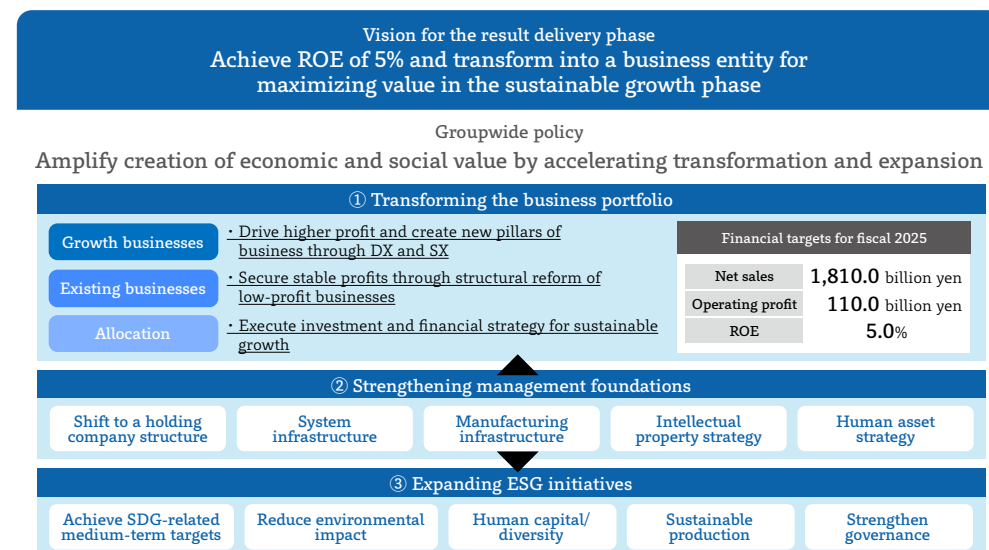 Vision for the result delivery phase
Achieve ROE of 5% and transform into a business entity for
maximizing value in the sustainable growth phase
Groupwide policy
Amplify creation of economic and social value by accelerating transformation and expansion
① Transforming the business portfolio
Growth businesses
・Drive higher profit and create new pillars of
business through DX and SX
Existing businesses
・Secure stable profits through structural reform of
low-profit businesses
Allocation
・Execute investment and financial strategy for sustainable
growth
Financial targets for fiscal 2025
Net sales 1,810.0 billion yen
Operating profit 110.0 billion yen
ROE 5.0%
② Strengthening management foundations
Shift to a holding
company structure
System
infrastructure
Manufacturing
infrastructure
Intellectual
property strategy
Human asset
strategy
③ Expanding ESG initiatives
Achieve SDG-related
medium-term targets
Reduce environmental
impact
Human capital/
diversity
Sustainable
production
Strengthen
governance